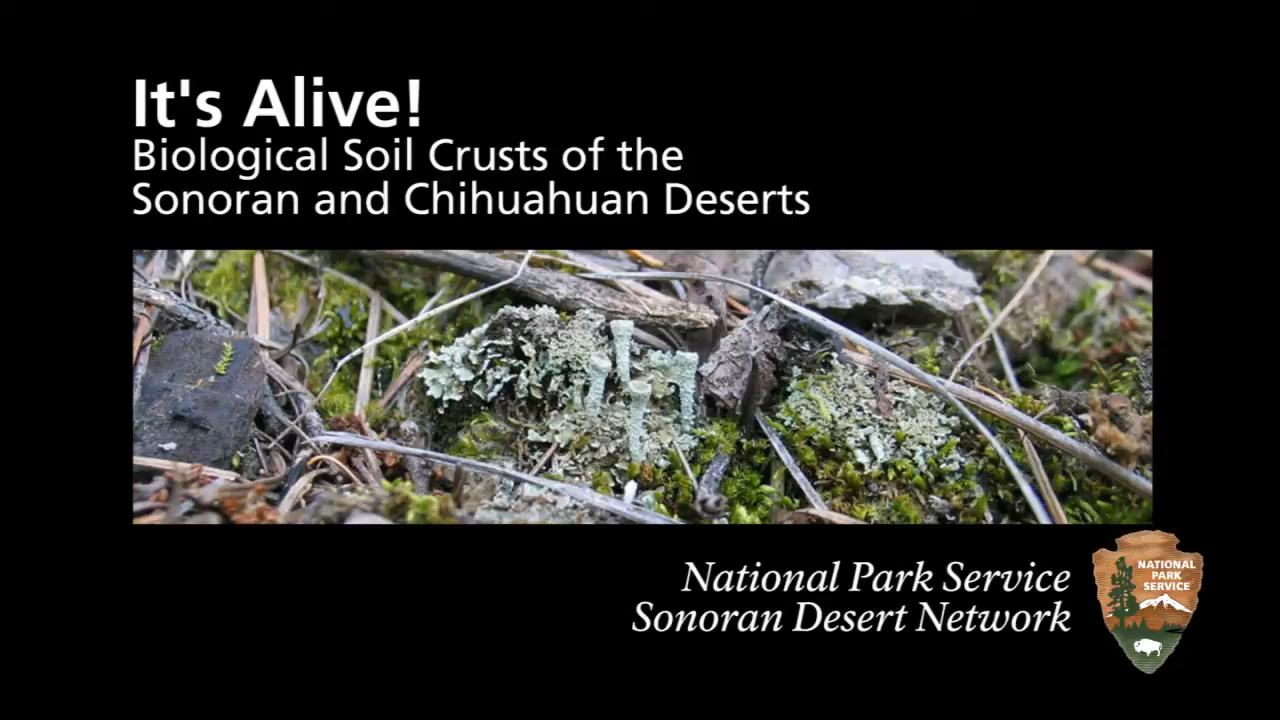 It's Alive!
Biological Soil Crusts of the
Sonoran and Chihuahuan Deserts
National Park Service
Sonoran Desert Network
NATIONAL
PARK
SERVICE